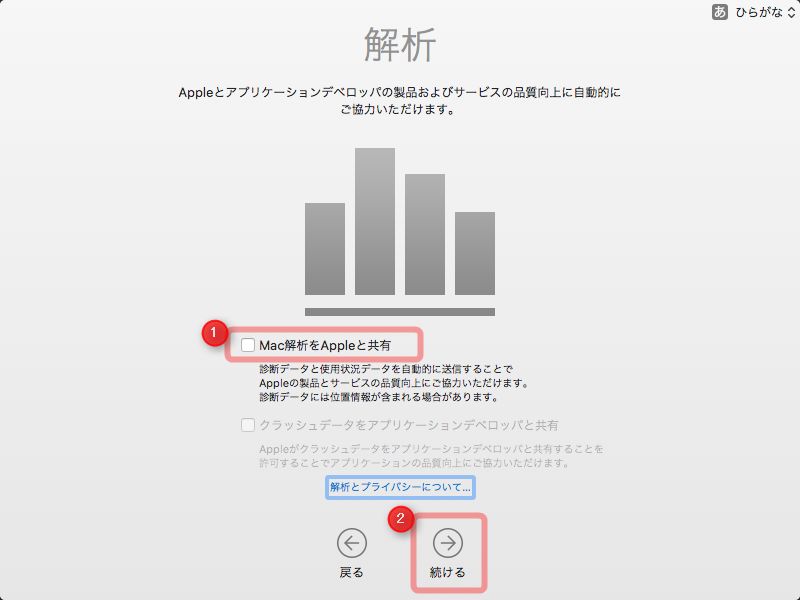 あ ひらがな
解析
Appleとアプリケーションデベロッパの製品およびサービスの品質向上に自動的に
ご協力いただけます。
1
Mac解析をAppleと共有
診断データと使用状況データを自動的に送信することで
Appleの製品とサービスの品質向上にご協力いただけます。
診断データには位置情報が含まれる場合があります。
クラッシュデータをアプリケーションデベロッパと共有
Appleがクラッシュデータをアプリケーションデベロッパと共有することを
許可することでアプリケーションの品質向上にご協力いただけます。
解析とプライバシーについて...
2
戻る
続ける